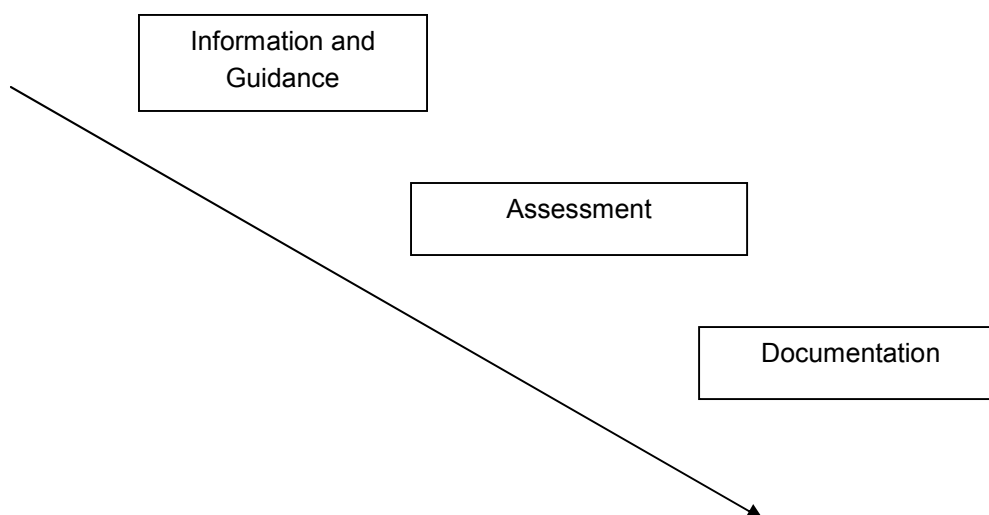 Information and
Guidance
Assessment
Documentation